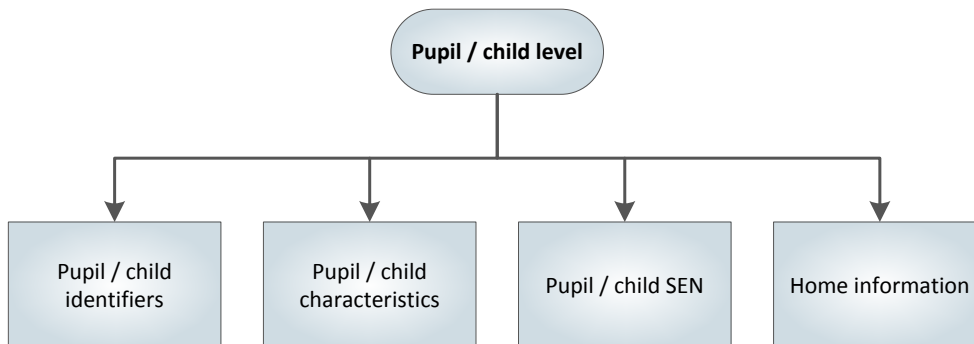 Pupil / child level
Pupil / child
identifiers
Pupil / child
characteristics
Pupil / child SEN
Home information